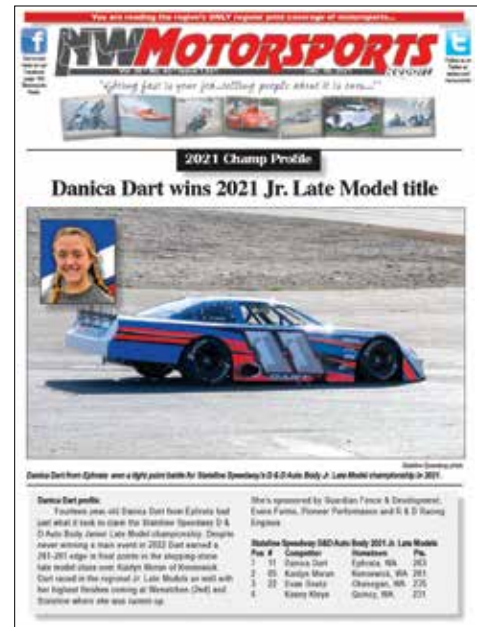 You are reading the region's ONLY regular print coverage of motorsports...
NWMOTORSPORTS
REPORT
"Going fast is your job...telling people about it is ours...!"
2021 Champ Profile
Danica Dart wins 2021 Jr. Late Model title
11
DART
Stateline Speedway photo
Danica Dart from Ephrata won a tight point battle for Stateline Speedway's D & D Auto Body Jr. Late Model championship in 2021.
Danica Dart profile:
Fourteen year old Danica Dart from Ephrata had
just what it took to claim the Stateline Speedway D &
D Auto Body Junior Late Model championship. Despite
never winning a main event in 2022 Dart earned a
263-261 edge in final points in the stepping-stone
late model class over Kaidyn Moran of Kennewick.
Dart raced in the regional Jr. Late Models as well with
her highest finishes coming at Wenatchee (2nd) and
Stateline where she was runner-up.
She's sponsored by Guardian Fence & Development,
Evans Farms, Pioneer Performance and R & D Racing
Engines
Stateline Speedway D&D Auto Body 2021 Jr. Late Models
Pos # Competitor Hometown Pts.
1 11 Danica Dart Ephrata, WA 263
2 05 Kaidyn Moran Kennewick, WA 261
3 22 Evan Goetz Okanogan, WA 235
4 Kasey Kleyn Quincy, WA 231